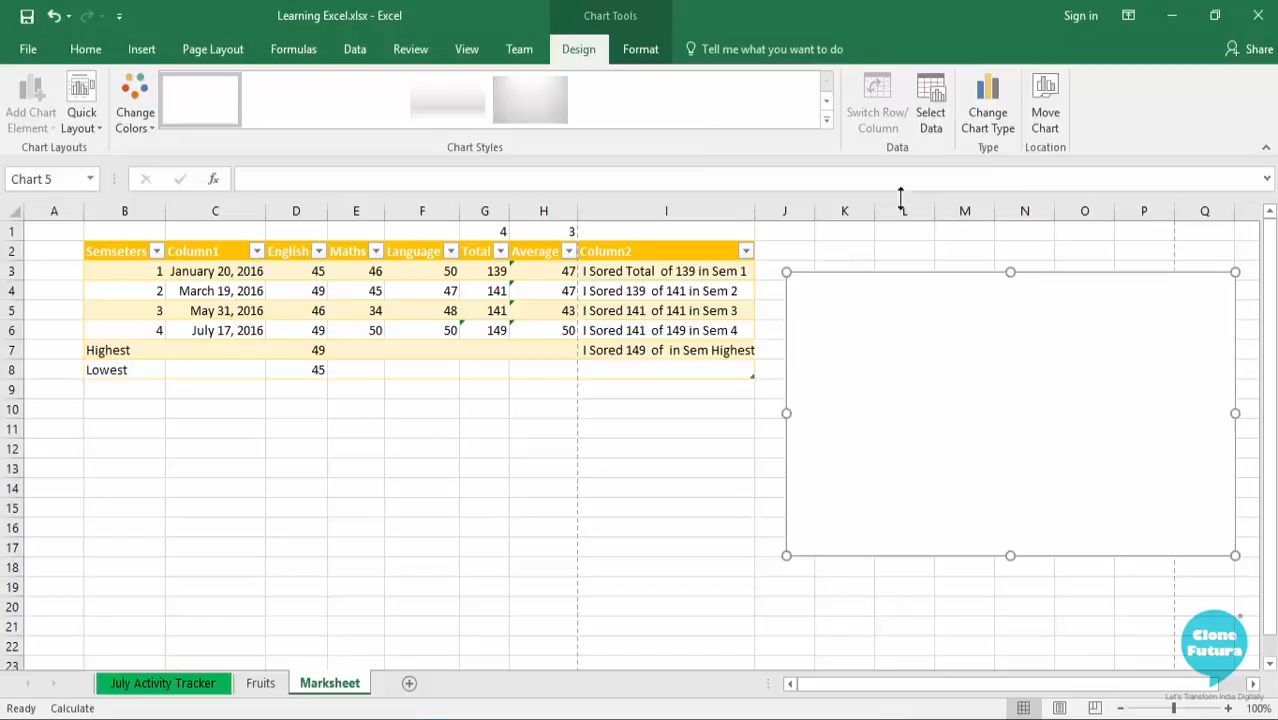 Learning Excel.xlsx - Excel
Chart Tools
Sign in
File Home Insert Page Layout Formulas Data Review View Team Design Format Tell me what you want to do Share
Add Chart Element
Quick Layout
Change Colors
Switch Row/ Column
Select Data
Change Chart Type
Move Chart
Chart Layouts Chart Styles Data Type Location
Chart 5 fx
A B C D E F G H I J K L M N O P Q
1 4 3
2 Semseters Column1 English Maths Language Total Average Column2
3 1 January 20, 2016 45 46 50 139 47 I Sored Total of 139 in Sem 1
4 2 March 19, 2016 49 45 47 141 47 I Sored 139 of 141 in Sem 2
5 3 May 31, 2016 46 34 48 141 43 I Sored 141 of 141 in Sem 3
6 4 July 17, 2016 49 50 50 149 50 I Sored 141 of 149 in Sem 4
7 Highest 49 I Sored 149 of in Sem Highest
8 Lowest 45
9
10
11
12
13
14
15
16
17
18
19
20
21
22
23
Clone
Futura
Let's Transform India Digitally
July Activity Tracker Fruits Marksheet
Ready Calculate 100%